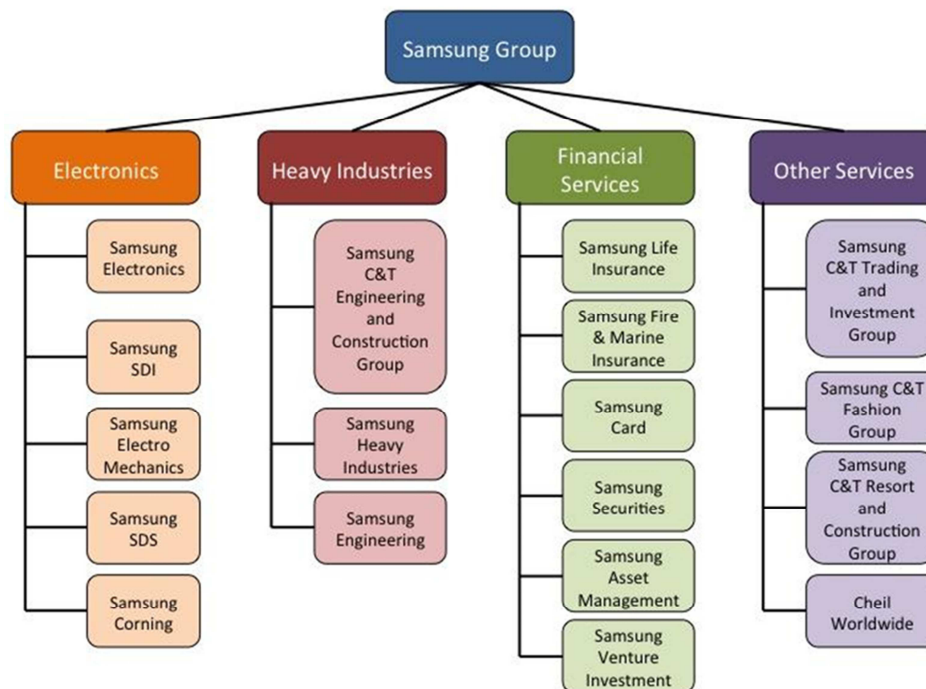 Samsung Group
Electronics
Samsung
Electronics
Samsung
SDI
Samsung
Electro
Mechanics
Samsung
SDS
Samsung
Corning
Heavy Industries
Samsung
C&T
Engineering
and
Construction
Group
Samsung
Heavy
Industries
Samsung
Engineering
Financial
Services
Samsung Life
Insurance
Samsung Fire
& Marine
Insurance
Samsung
Card
Samsung
Securities
Samsung
Asset
Management
Samsung
Venture
Investment
Other Services
Samsung
C&T Trading
and
Investment
Group
Samsung C&T
Fashion
Group
Samsung
C&T Resort
and
Construction
Group
Cheil
Worldwide